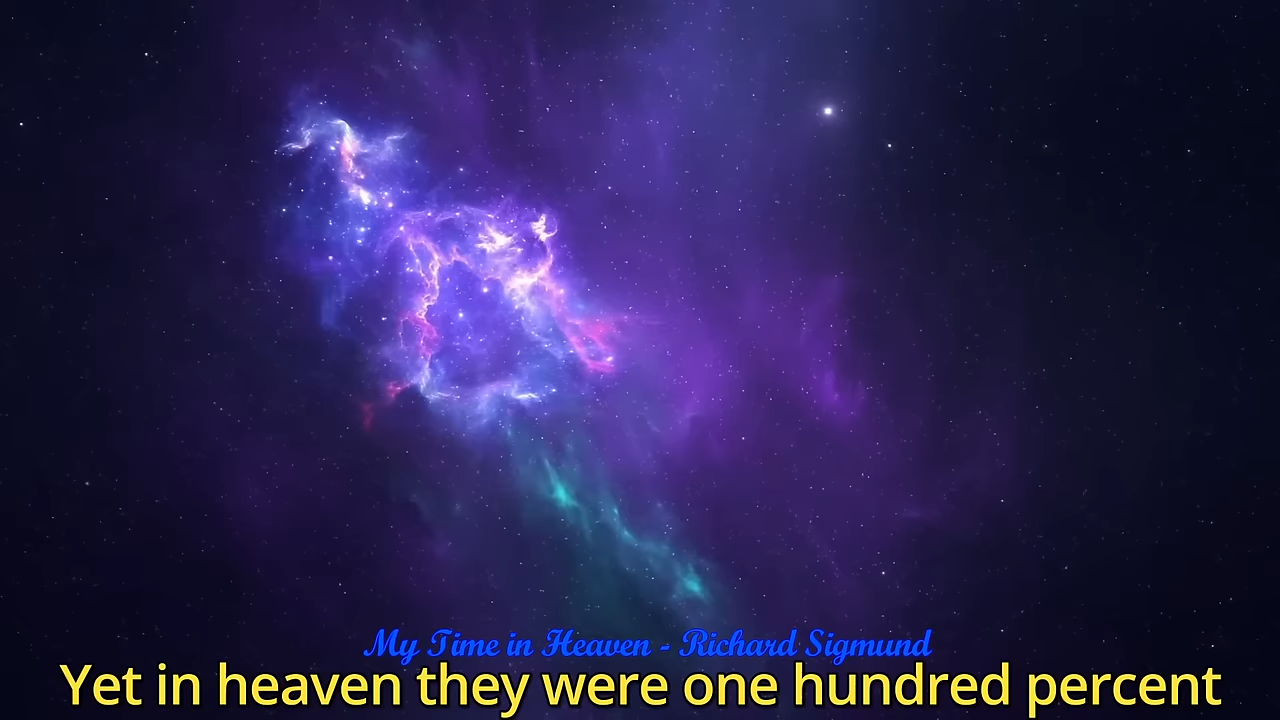 My Time in Heaven - Richard Sigmund
Yet in heaven they were one hundred percent